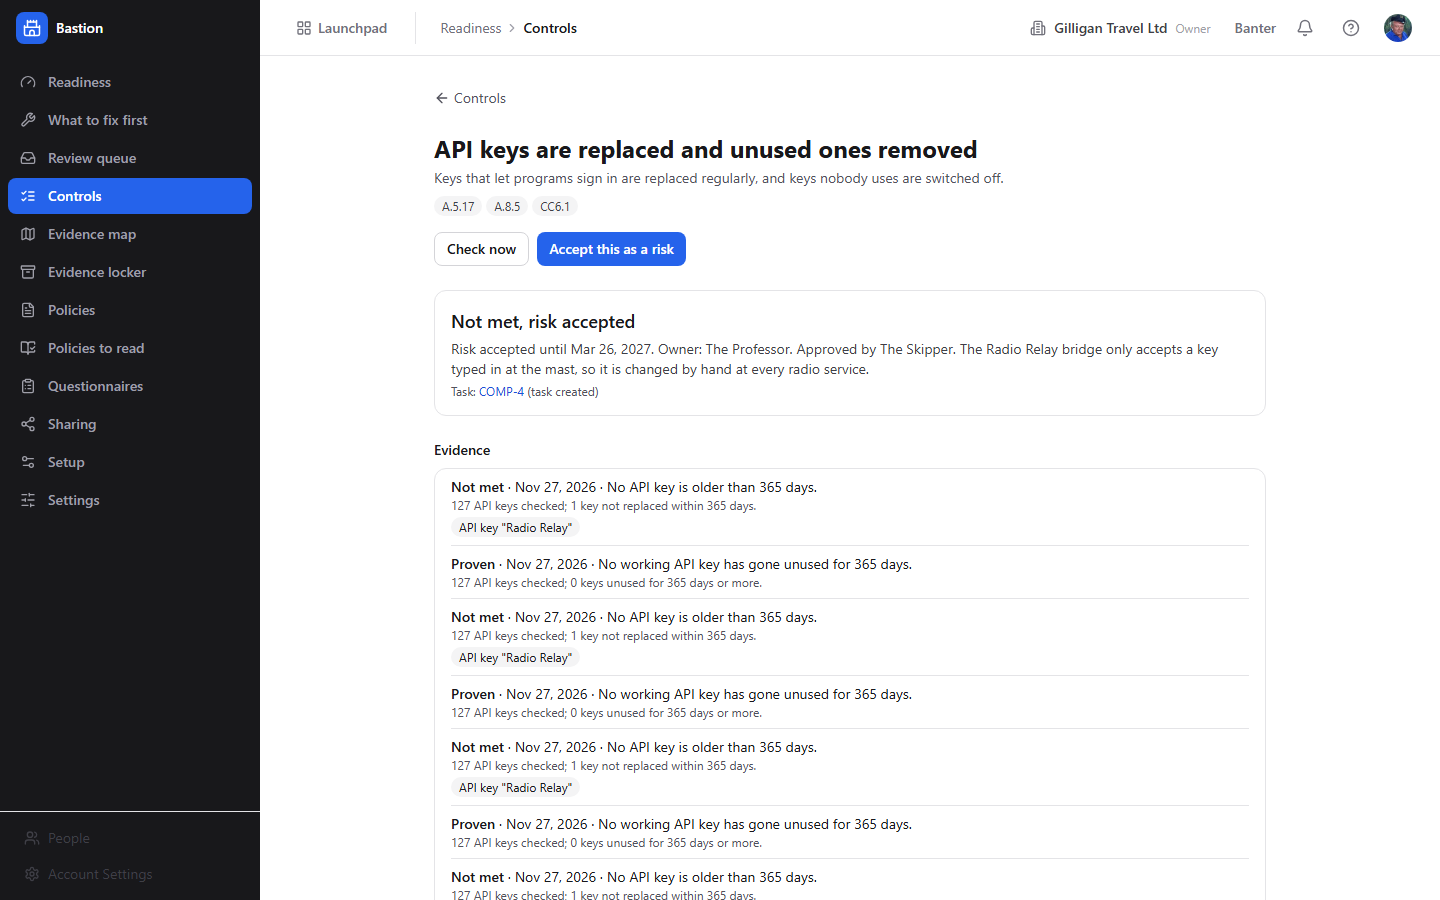 Bastion
Readiness
What to fix first
Review queue
Controls
Evidence map
Evidence locker
Policies
Policies to read
Questionnaires
Sharing
Setup
Settings
People
Account Settings
Launchpad
Readiness > Controls
Gilligan Travel Ltd Owner
Banter
← Controls
API keys are replaced and unused ones removed
Keys that let programs sign in are replaced regularly, and keys nobody uses are switched off.
A.5.17 A.8.5 CC6.1
Check now
Accept this as a risk
Not met, risk accepted
Risk accepted until Mar 26, 2027. Owner: The Professor. Approved by The Skipper. The Radio Relay bridge only accepts a key
typed in at the mast, so it is changed by hand at every radio service.
Task: COMP-4 (task created)
Evidence
Not met · Nov 27, 2026 · No API key is older than 365 days.
127 API keys checked; 1 key not replaced within 365 days.
API key "Radio Relay"
Proven · Nov 27, 2026 · No working API key has gone unused for 365 days.
127 API keys checked; 0 keys unused for 365 days or more.
Not met · Nov 27, 2026 · No API key is older than 365 days.
127 API keys checked; 1 key not replaced within 365 days.
API key "Radio Relay"
Proven · Nov 27, 2026 · No working API key has gone unused for 365 days.
127 API keys checked; 0 keys unused for 365 days or more.
Not met · Nov 27, 2026 · No API key is older than 365 days.
127 API keys checked; 1 key not replaced within 365 days.
API key "Radio Relay"
Proven · Nov 27, 2026 · No working API key has gone unused for 365 days.
127 API keys checked; 0 keys unused for 365 days or more.
Not met · Nov 27, 2026 · No API key is older than 365 days.
127 API keys checked; 1 key not replaced within 365 days.